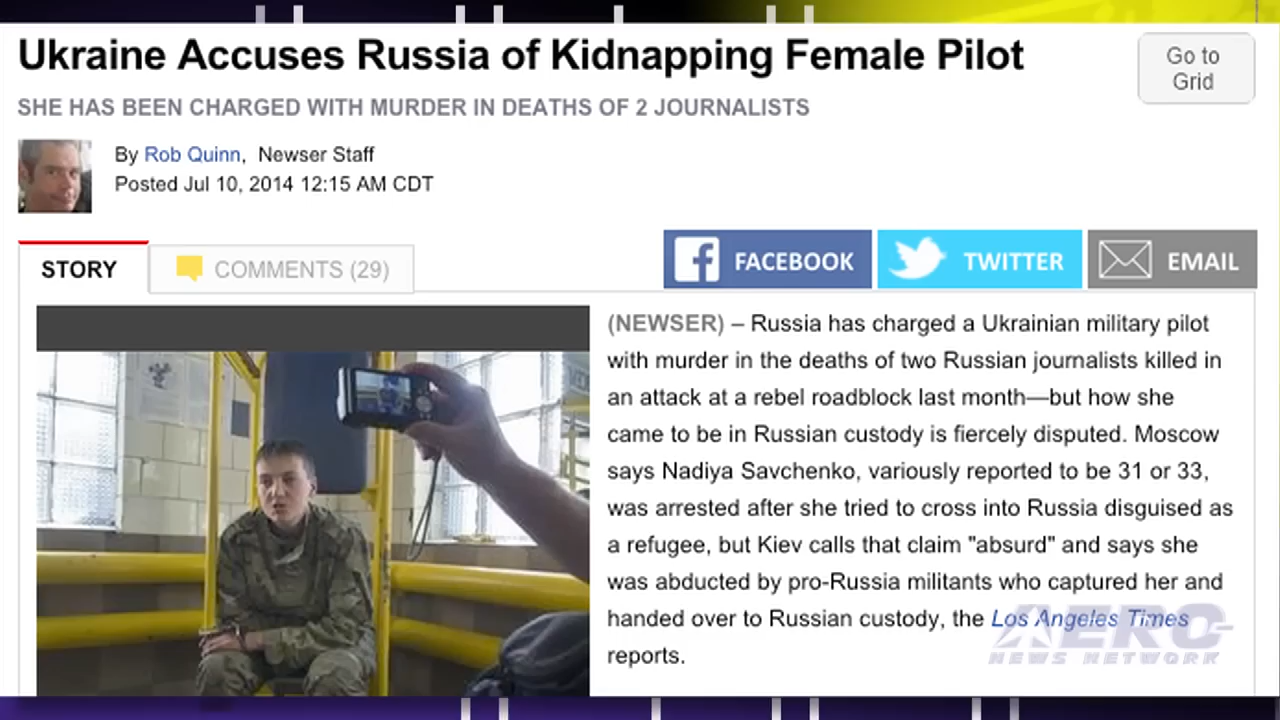 Ukraine Accuses Russia of Kidnapping Female Pilot
Go to
Grid
SHE HAS BEEN CHARGED WITH MURDER IN DEATHS OF 2 JOURNALISTS
By Rob Quinn, Newser Staff
Posted Jul 10, 2014 12:15 AM CDT
STORY
COMMENTS (29)
FACEBOOK
TWITTER
EMAIL
(NEWSER) – Russia has charged a Ukrainian military pilot
with murder in the deaths of two Russian journalists killed in
an attack at a rebel roadblock last month—but how she
came to be in Russian custody is fiercely disputed. Moscow
says Nadiya Savchenko, variously reported to be 31 or 33,
was arrested after she tried to cross into Russia disguised as
a refugee, but Kiev calls that claim "absurd" and says she
was abducted by pro-Russia militants who captured her and
handed over to Russian custody, the Los Angeles Times
reports.
AERO
NEWS NETWORK